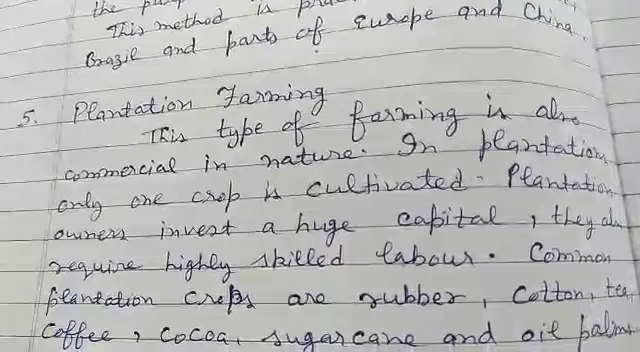 the
This method is
Brazil and parts of Europe and China.
5. Plantation Farming
This type of farming is also
commercial in nature. In plantation,
only one crop is cultivated. Plantation
owners invest a huge capital, they also
require highly skilled labour. Common
plantation crops are rubber, cotton, tea,
coffee, cocoa, sugarcane and oil palms